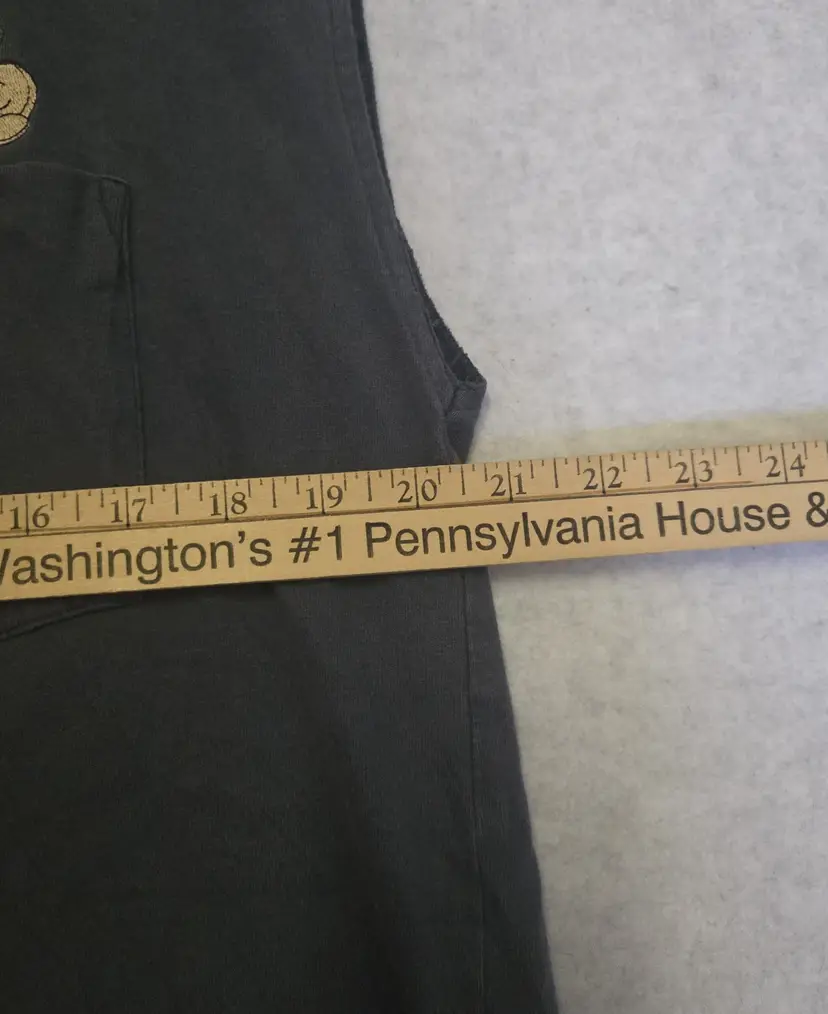 16 17 18 19 20 21 22 23 24
Washington's #1 Pennsylvania House &